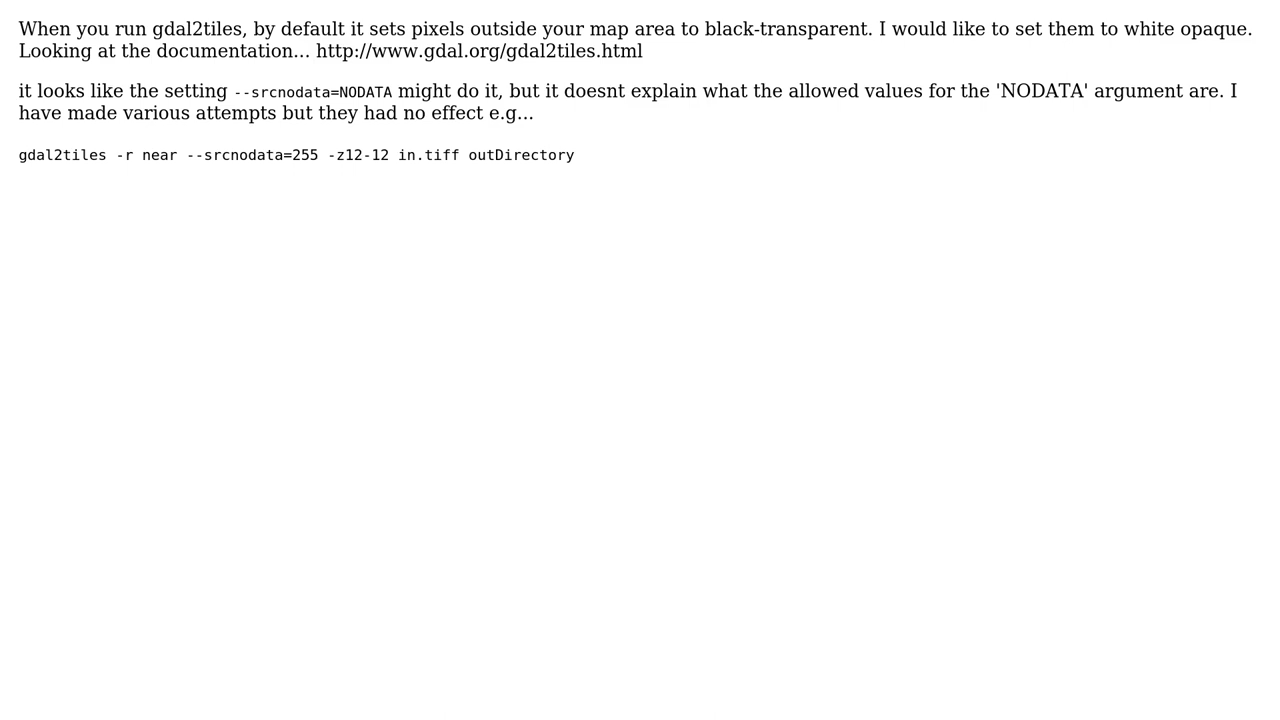 When you run gdal2tiles, by default it sets pixels outside your map area to black-transparent. I would like to set them to white opaque.
Looking at the documentation... http://www.gdal.org/gdal2tiles.html
it looks like the setting --srcnodata=NODATA might do it, but it doesnt explain what the allowed values for the 'NODATA' argument are. I
have made various attempts but they had no effect e.g...
gdal2tiles -r near --srcnodata=255 -z12-12 in.tiff outDirectory